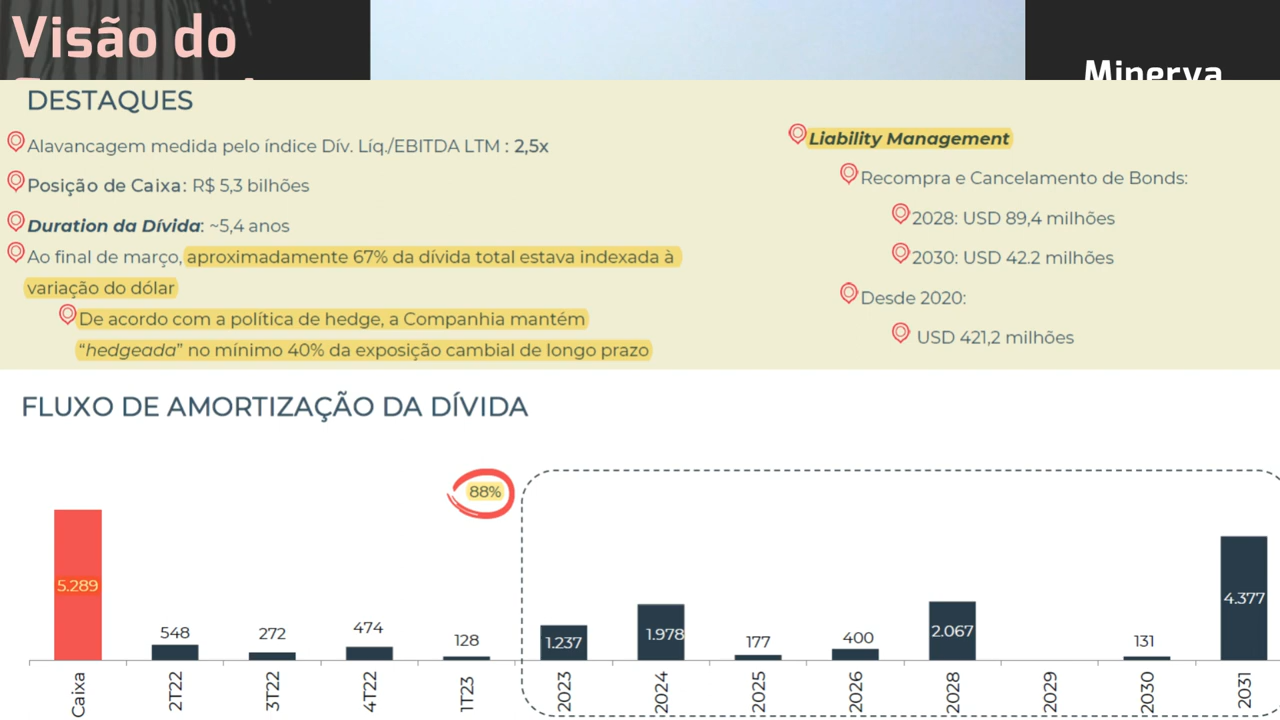 Visão do
Minerva
DESTAQUES
Alavancagem medida pelo índice Dív. Líq./EBITDA LTM : 2,5x
Posição de Caixa: R$ 5,3 bilhões
Duration da Dívida: ~5,4 anos
Ao final de março, aproximadamente 67% da dívida total estava indexada à
variação do dólar
De acordo com a política de hedge, a Companhia mantém
“hedgeada” no mínimo 40% da exposição cambial de longo prazo
Liability Management
Recompra e Cancelamento de Bonds:
2028: USD 89,4 milhões
2030: USD 42.2 milhões
Desde 2020:
USD 421,2 milhões
FLUXO DE AMORTIZAÇÃO DA DÍVIDA
88%
5.289
548
272
474
128
1.237
1.978
177
400
2.067
131
4.377
Caixa
2T22
3T22
4T22
1T23
2023
2024
2025
2026
2028
2029
2030
2031